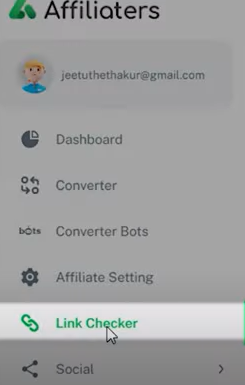 Affiliaters
jeetuthethakur@gmail.com
Dashboard
Converter
bots Converter Bots
Affiliate Setting
Link Checker
Social